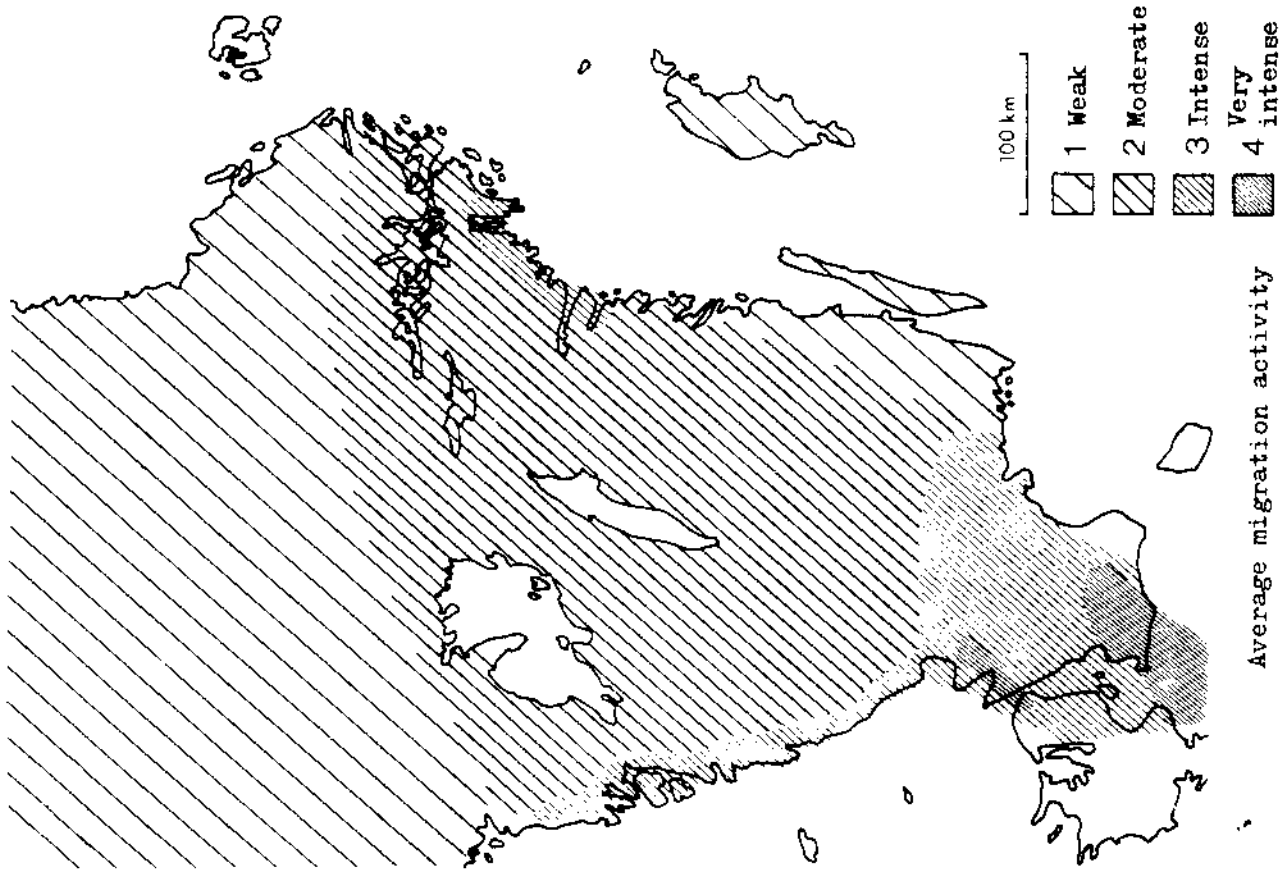 100 km
1 Weak
2 Moderate
3 Intense
4 Very
intense
Average migration activity